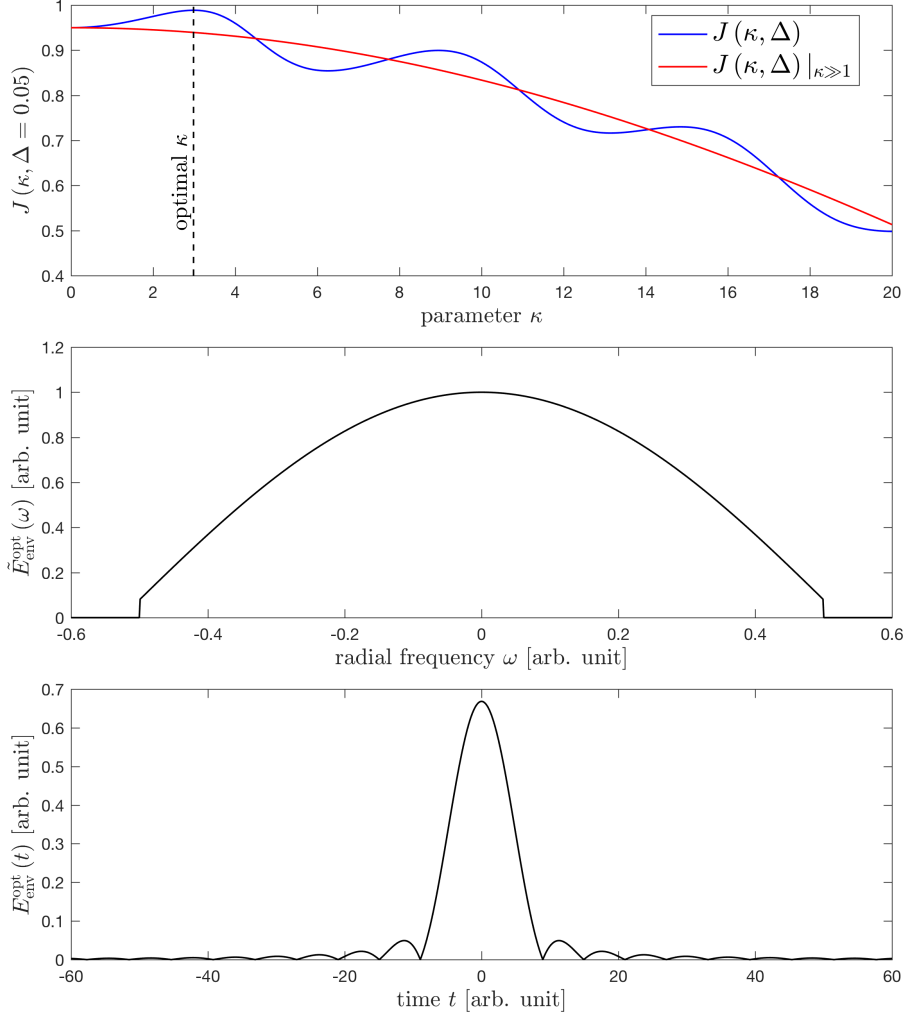 J (κ, Δ = 0.05)
1
0.9
0.8
0.7
0.6
0.5
0.4
optimal κ
J (κ, Δ)
J (κ, Δ) |κ≫1
0 2 4 6 8 10 12 14 16 18 20
parameter κ
Ẽ_env^opt (ω) [arb. unit]
1.2
1
0.8
0.6
0.4
0.2
0
-0.6 -0.4 -0.2 0 0.2 0.4 0.6
radial frequency ω [arb. unit]
E_env^opt (t) [arb. unit]
0.7
0.6
0.5
0.4
0.3
0.2
0.1
0
-60 -40 -20 0 20 40 60
time t [arb. unit]